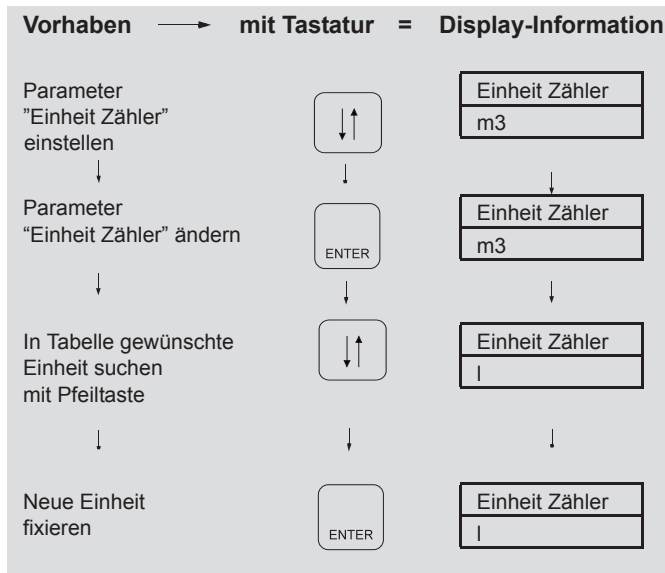 Vorhaben → mit Tastatur = Display-Information
Parameter
”Einheit Zähler”
einstellen
Einheit Zähler
m3
Parameter
“Einheit Zähler” ändern
ENTER
Einheit Zähler
m3
In Tabelle gewünschte
Einheit suchen
mit Pfeiltaste
Einheit Zähler
l
Neue Einheit
fixieren
ENTER
Einheit Zähler
l